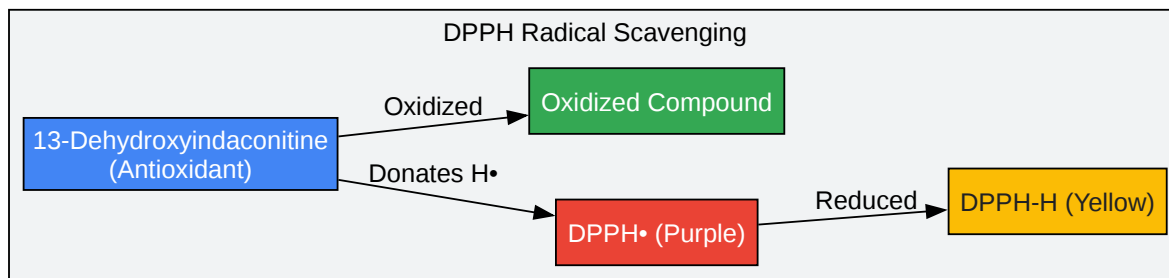 DPPH Radical Scavenging
13-Dehydroxyindaconitine
(Antioxidant)
Oxidized
Oxidized Compound
Donates H•
DPPH• (Purple)
Reduced
DPPH-H (Yellow)